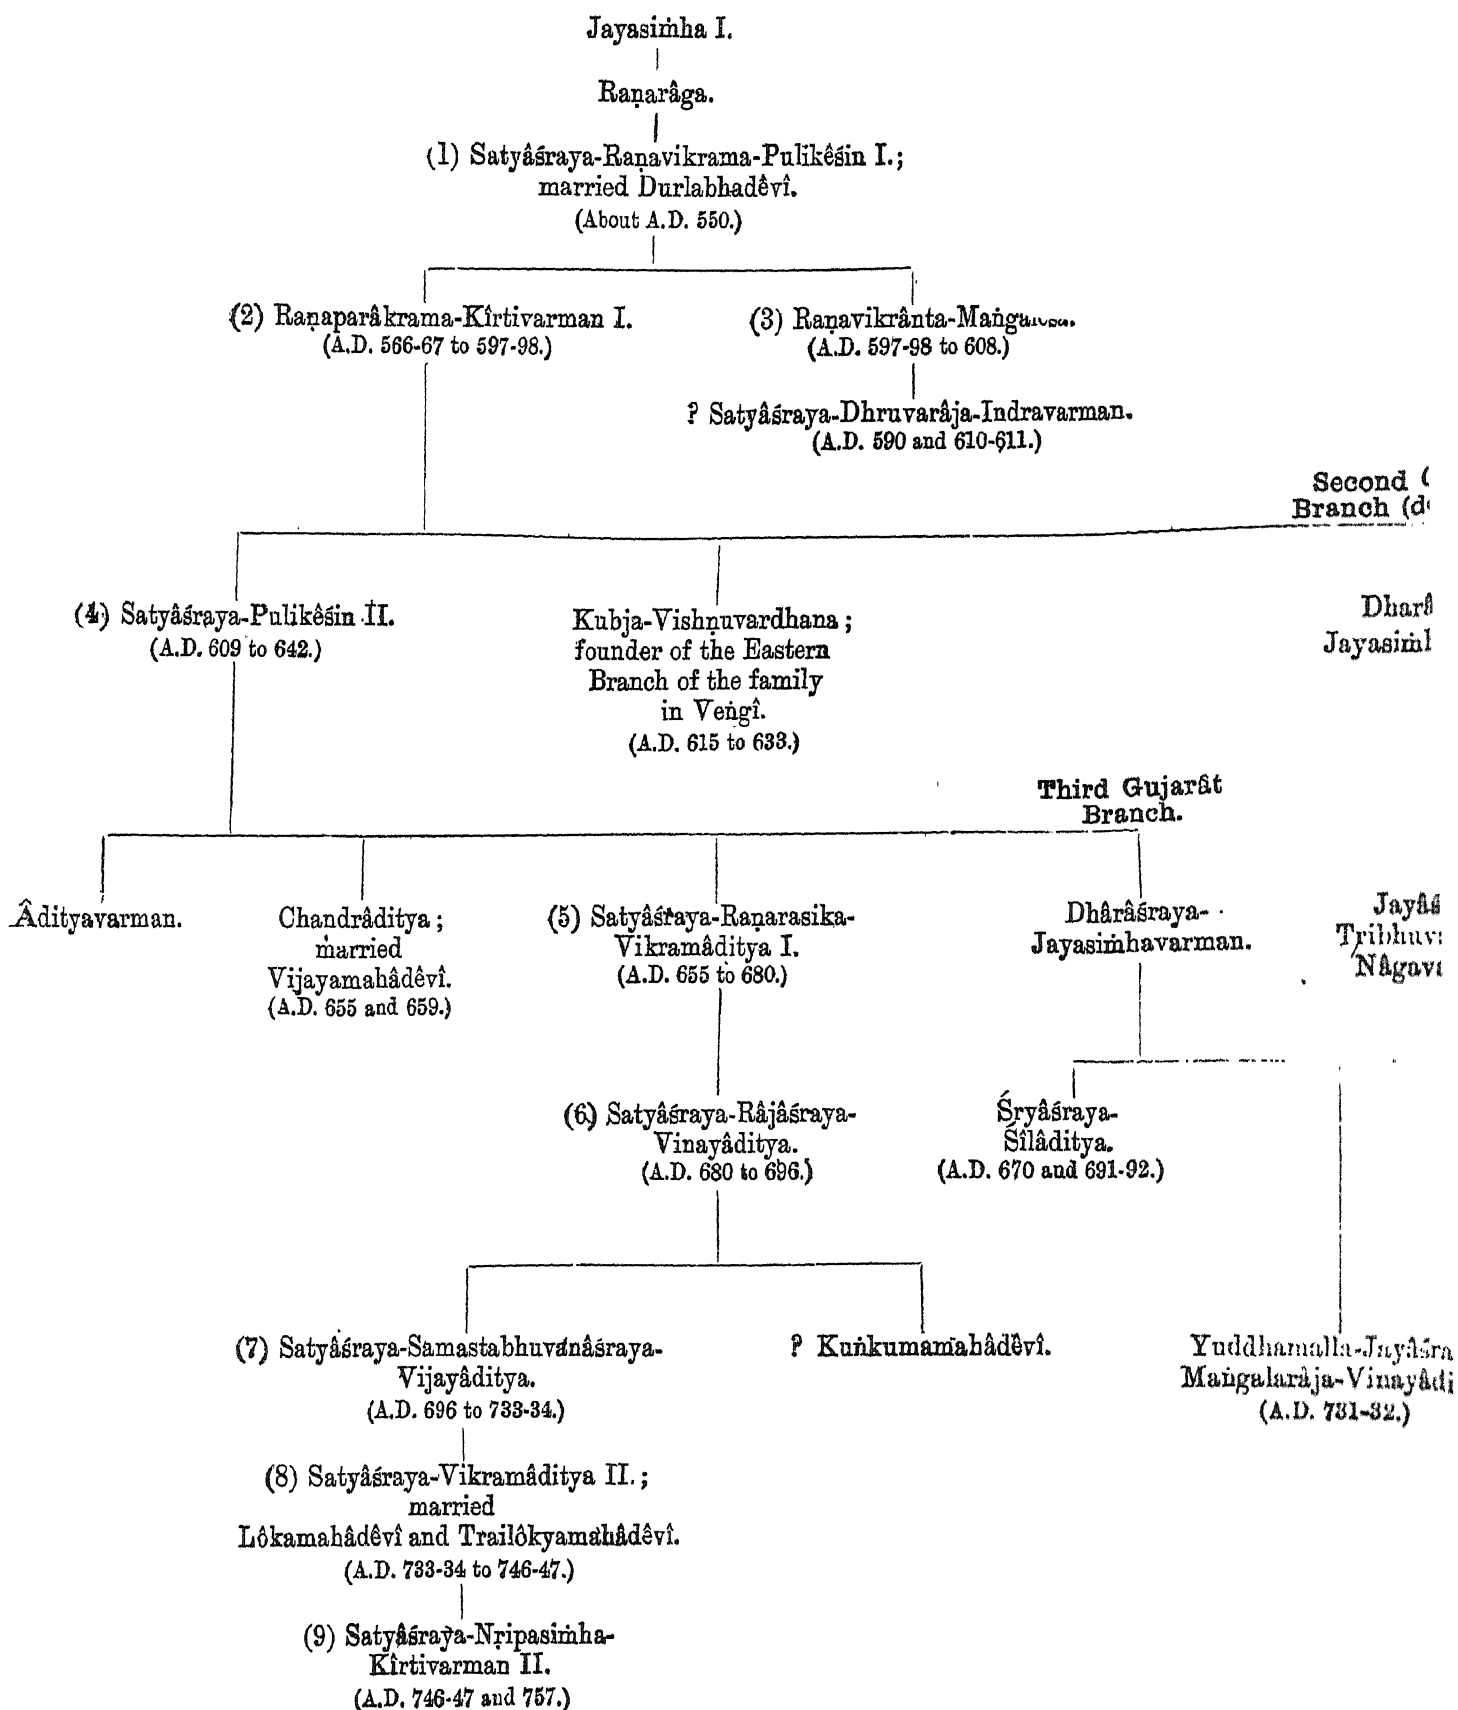 Jayasiṁha I.
Raṇarâga.
(1) Satyâśraya-Raṇavikrama-Pulikêśin I.;
married Durlabhadêvî.
(About A.D. 550.)
(2) Raṇaparâkrama-Kîrtivarman I.
(A.D. 566-67 to 597-98.)
(3) Raṇavikrânta-
(A.D. 597-98 to 608.)
? Satyâśraya-Dhruvarâja-Indravarman.
(A.D. 590 and 610-611.)
Second
Branch
(4) Satyâśraya-Pulikêśin II.
(A.D. 609 to 642.)
Kubja-Vishṇuvardhana;
founder of the Eastern
Branch of the family
in Veṅgî.
(A.D. 615 to 633.)
Third Gujarât
Branch.
Âdityavarman.
Chandrâditya;
married
Vijayamahâdêvî.
(A.D. 655 and 659.)
(5) Satyâśraya-Raṇarasika-
Vikramâditya I.
(A.D. 655 to 680.)
Dhârâśraya-
Jayasiṁhavarman.
(6) Satyâśraya-Râjâśraya-
Vinayâditya.
(A.D. 680 to 696.)
Śryâśraya-
Śîlâditya.
(A.D. 670 and 691-92.)
(7) Satyâśraya-Samastabhuvanâśraya-
Vijayâditya.
(A.D. 696 to 733-34.)
? Kuṅkumamahâdêvî.
Yuddhamalla-Jayâśra
Maṅgalarâja-Vinayâdi
(A.D. 731-32.)
(8) Satyâśraya-Vikramâditya II.;
married
Lôkamahâdêvî and Trailôkyamahâdêvî.
(A.D. 733-34 to 746-47.)
(9) Satyâśraya-Nṛipasiṁha-
Kîrtivarman II.
(A.D. 746-47 and 757.)